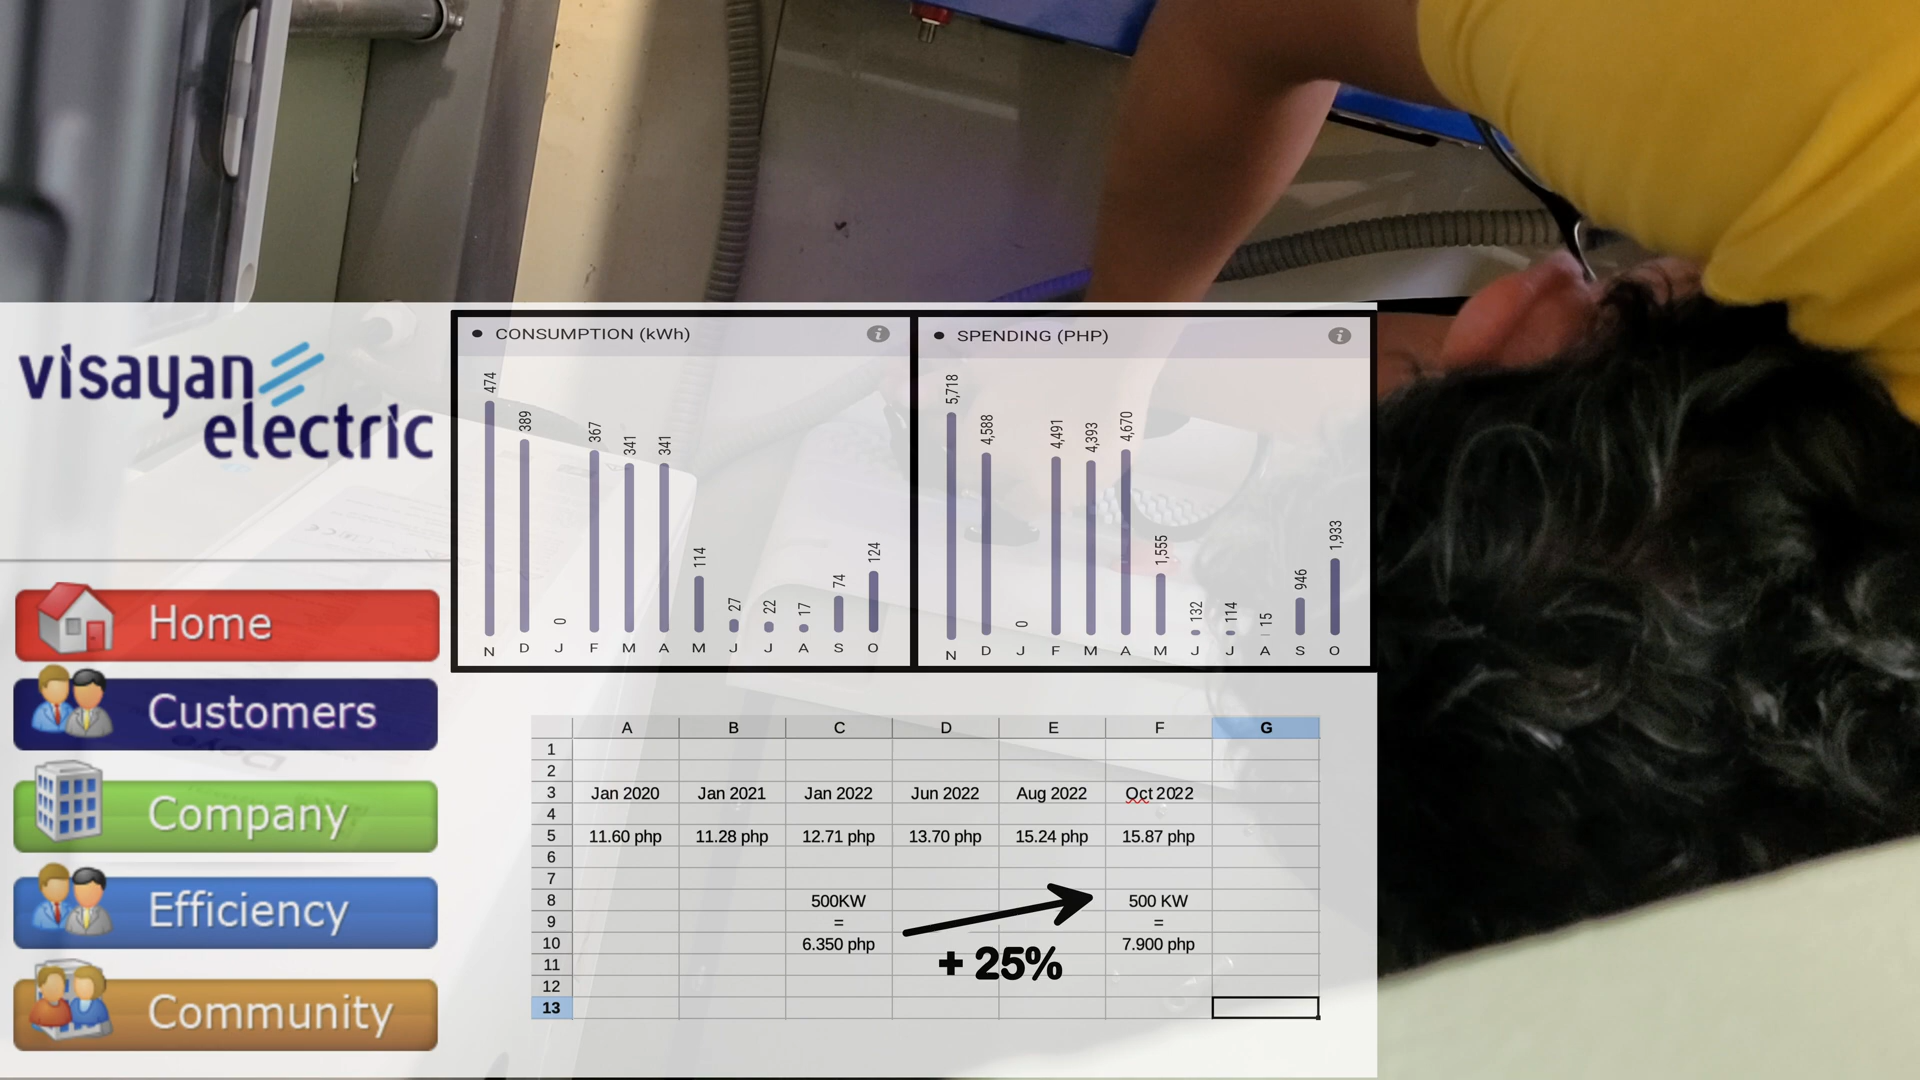 visayan
electric
Home
Customers
Company
Efficiency
Community
CONSUMPTION (kWh)
474 389 0 367 341 341 114 27 22 17 74 124
N D J F M A M J J A S O
SPENDING (PHP)
5,718 4,588 0 4,491 4,393 4,670 1,555 132 114 15 946 1,933
N D J F M A M J J A S O
A B C D E F G
1
2
3 Jan 2020 Jan 2021 Jan 2022 Jun 2022 Aug 2022 Oct 2022
4
5 11.60 php 11.28 php 12.71 php 13.70 php 15.24 php 15.87 php
6
7
8 500KW 500 KW
9 = =
10 6.350 php 7.900 php
+ 25%
11
12
13